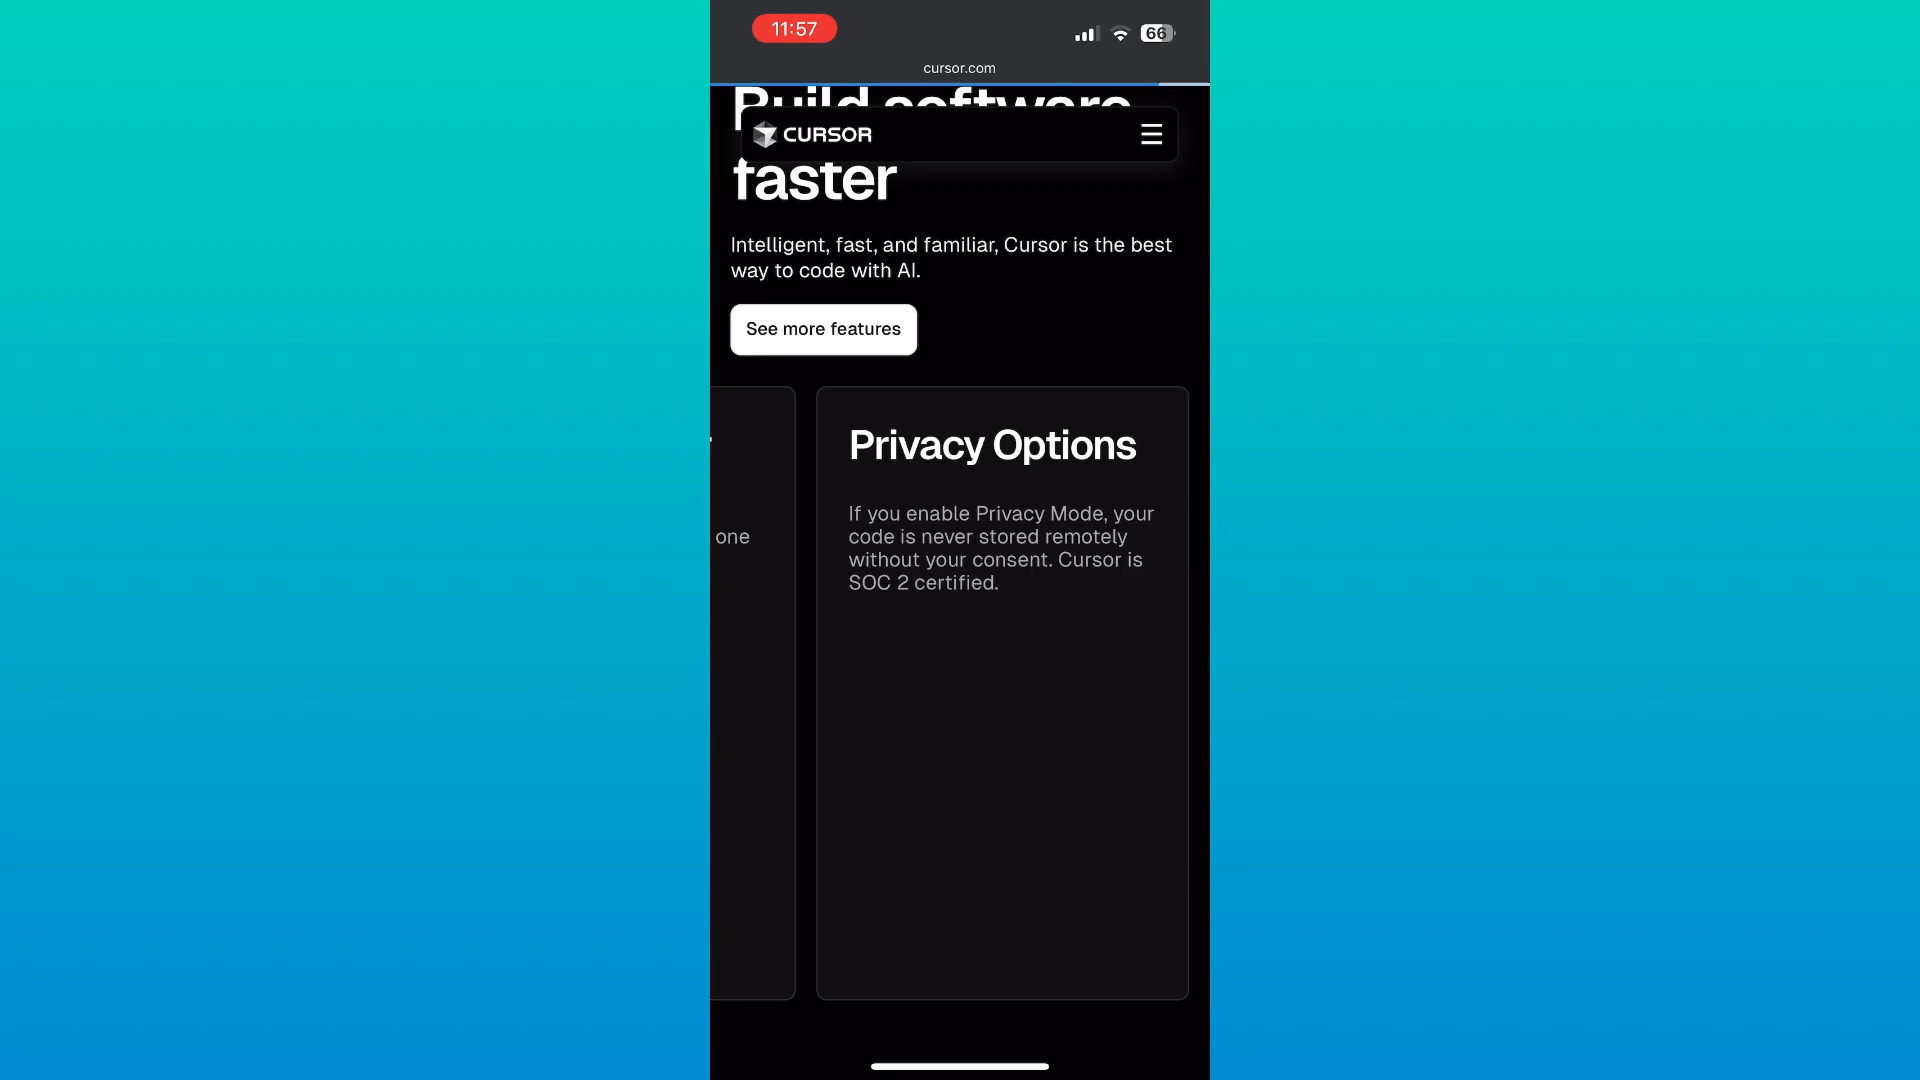 11:57
66
cursor.com
Build software
CURSOR
faster
Intelligent, fast, and familiar, Cursor is the best
way to code with AI.
See more features
Privacy Options
If you enable Privacy Mode, your
one
code is never stored remotely
without your consent. Cursor is
SOC 2 certified.